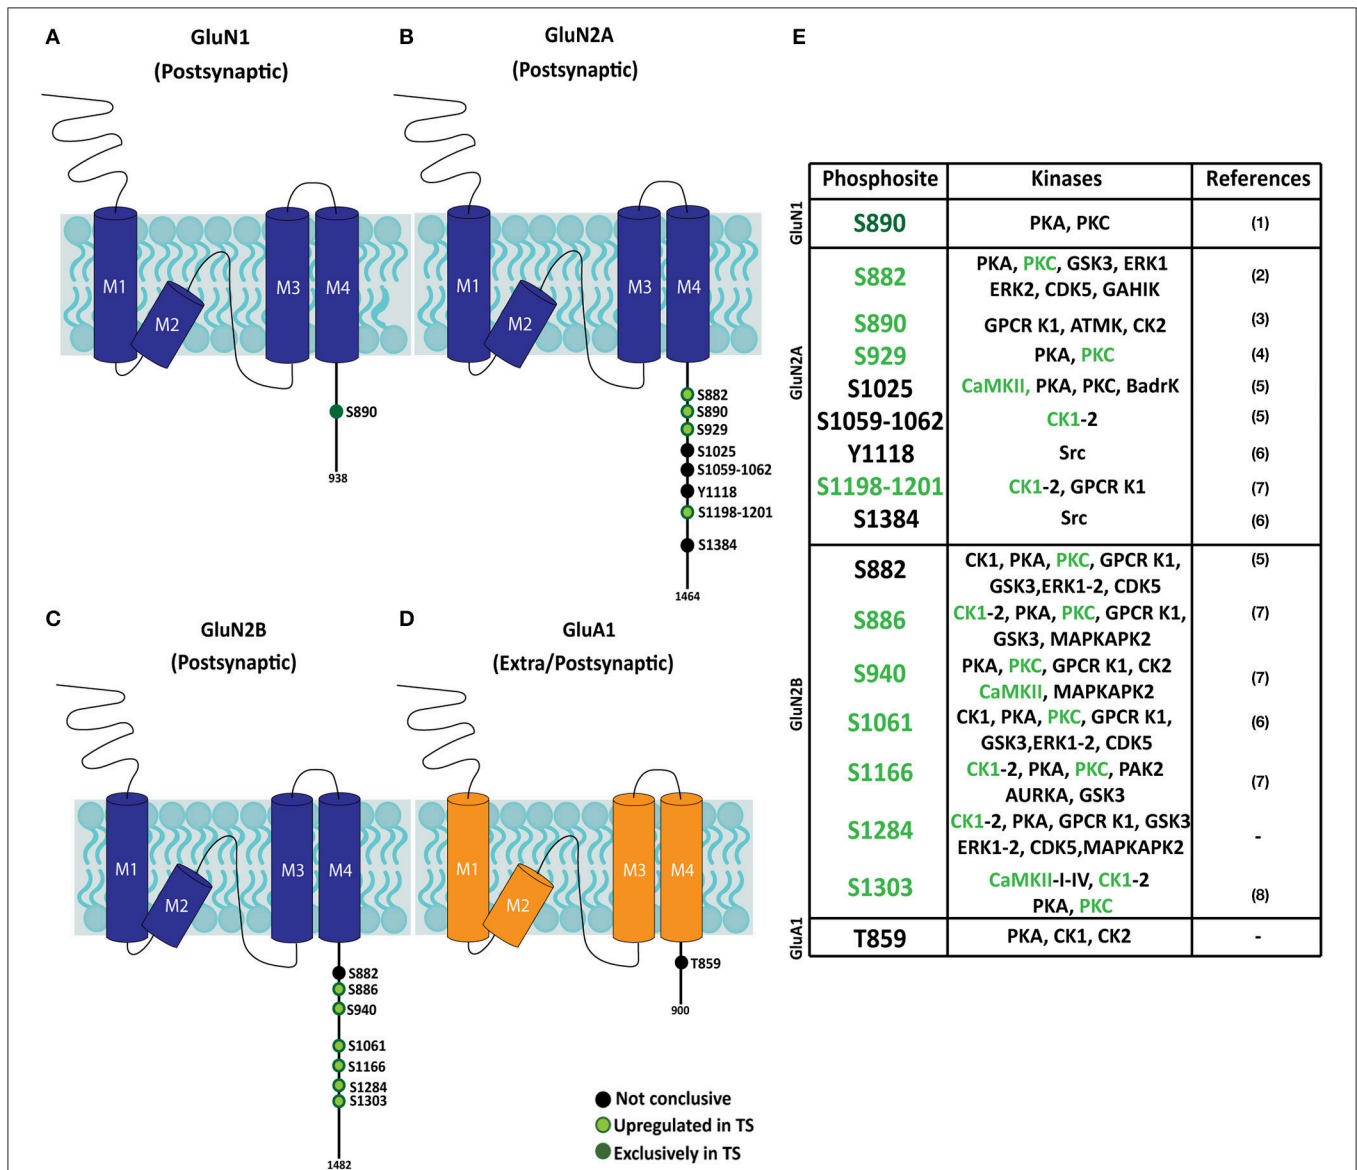 A
GluN1
(Postsynaptic)
M1
M2
M3
M4
S890
938
B
GluN2A
(Postsynaptic)
M1
M2
M3
M4
S882
S890
S929
S1025
S1059-1062
Y1118
S1198-1201
S1384
1464
C
GluN2B
(Postsynaptic)
M1
M2
M3
M4
S882
S886
S940
S1061
S1166
S1284
S1303
1482
D
GluA1
(Extra/Postsynaptic)
M1
M2
M3
M4
T859
900
Not conclusive
Upregulated in TS
Exclusively in TS
E
Phosphosite Kinases References
GluN1
S890 PKA, PKC (1)
GluN2A
S882 PKA, PKC, GSK3, ERK1 (2)
ERK2, CDK5, GAHIK
S890 GPCR K1, ATMK, CK2 (3)
S929 PKA, PKC (4)
S1025 CaMKII, PKA, PKC, BadrK (5)
S1059-1062 CK1-2 (5)
Y1118 Src (6)
S1198-1201 CK1-2, GPCR K1 (7)
S1384 Src (6)
GluN2B
S882 CK1, PKA, PKC, GPCR K1, (5)
GSK3,ERK1-2, CDK5
S886 CK1-2, PKA, PKC, GPCR K1, (7)
GSK3, MAPKAPK2
S940 PKA, PKC, GPCR K1, CK2 (7)
CaMKII, MAPKAPK2
S1061 CK1, PKA, PKC, GPCR K1, (6)
GSK3,ERK1-2, CDK5
S1166 CK1-2, PKA, PKC, PAK2 (7)
AURKA, GSK3
S1284 CK1-2, PKA, GPCR K1, GSK3 -
ERK1-2, CDK5,MAPKAPK2
S1303 CaMKII-I-IV, CK1-2 (8)
PKA, PKC
GluA1
T859 PKA, CK1, CK2 -